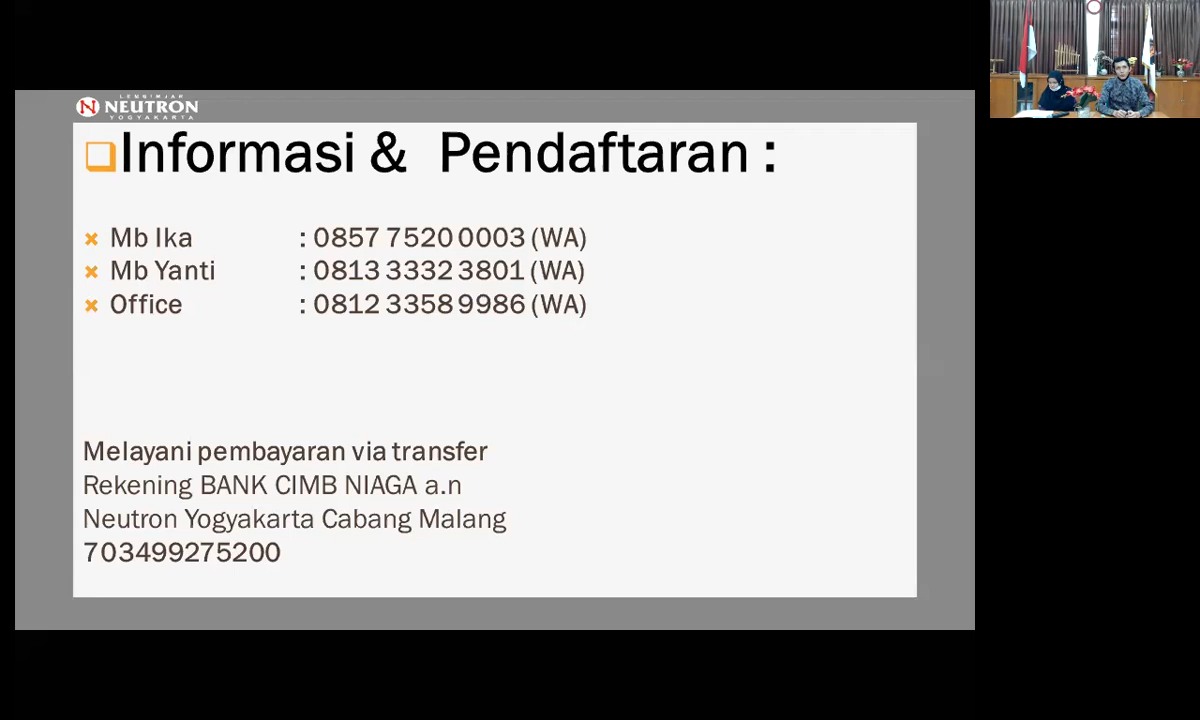 LENGINJAR
NEUTRON
YOGYAKARTA
Informasi & Pendaftaran :
Mb Ika : 0857 7520 0003 (WA)
Mb Yanti : 0813 3332 3801 (WA)
Office : 0812 3358 9986 (WA)
Melayani pembayaran via transfer
Rekening BANK CIMB NIAGA a.n
Neutron Yogyakarta Cabang Malang
703499275200